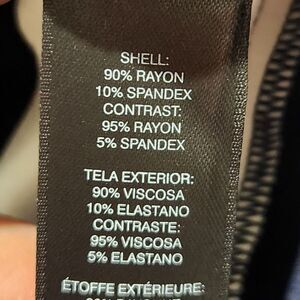 SHELL:
90% RAYON
10% SPANDEX
CONTRAST:
95% RAYON
5% SPANDEX
TELA EXTERIOR:
90% VISCOSA
10% ELASTANO
CONTRASTE:
95% VISCOSA
5% ELASTANO
ÉTOFFE EXTÉRIEURE: